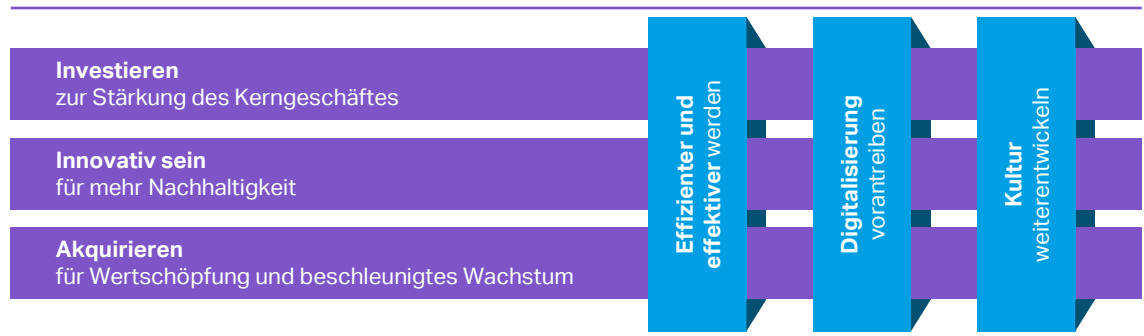 Investieren
zur Stärkung des Kerngeschäftes
Innovativ sein
für mehr Nachhaltigkeit
Akquirieren
für Wertschöpfung und beschleunigtes Wachstum
Effizienter und
effektiver werden
Digitalisierung
vorantreiben
Kultur
weiterentwickeln